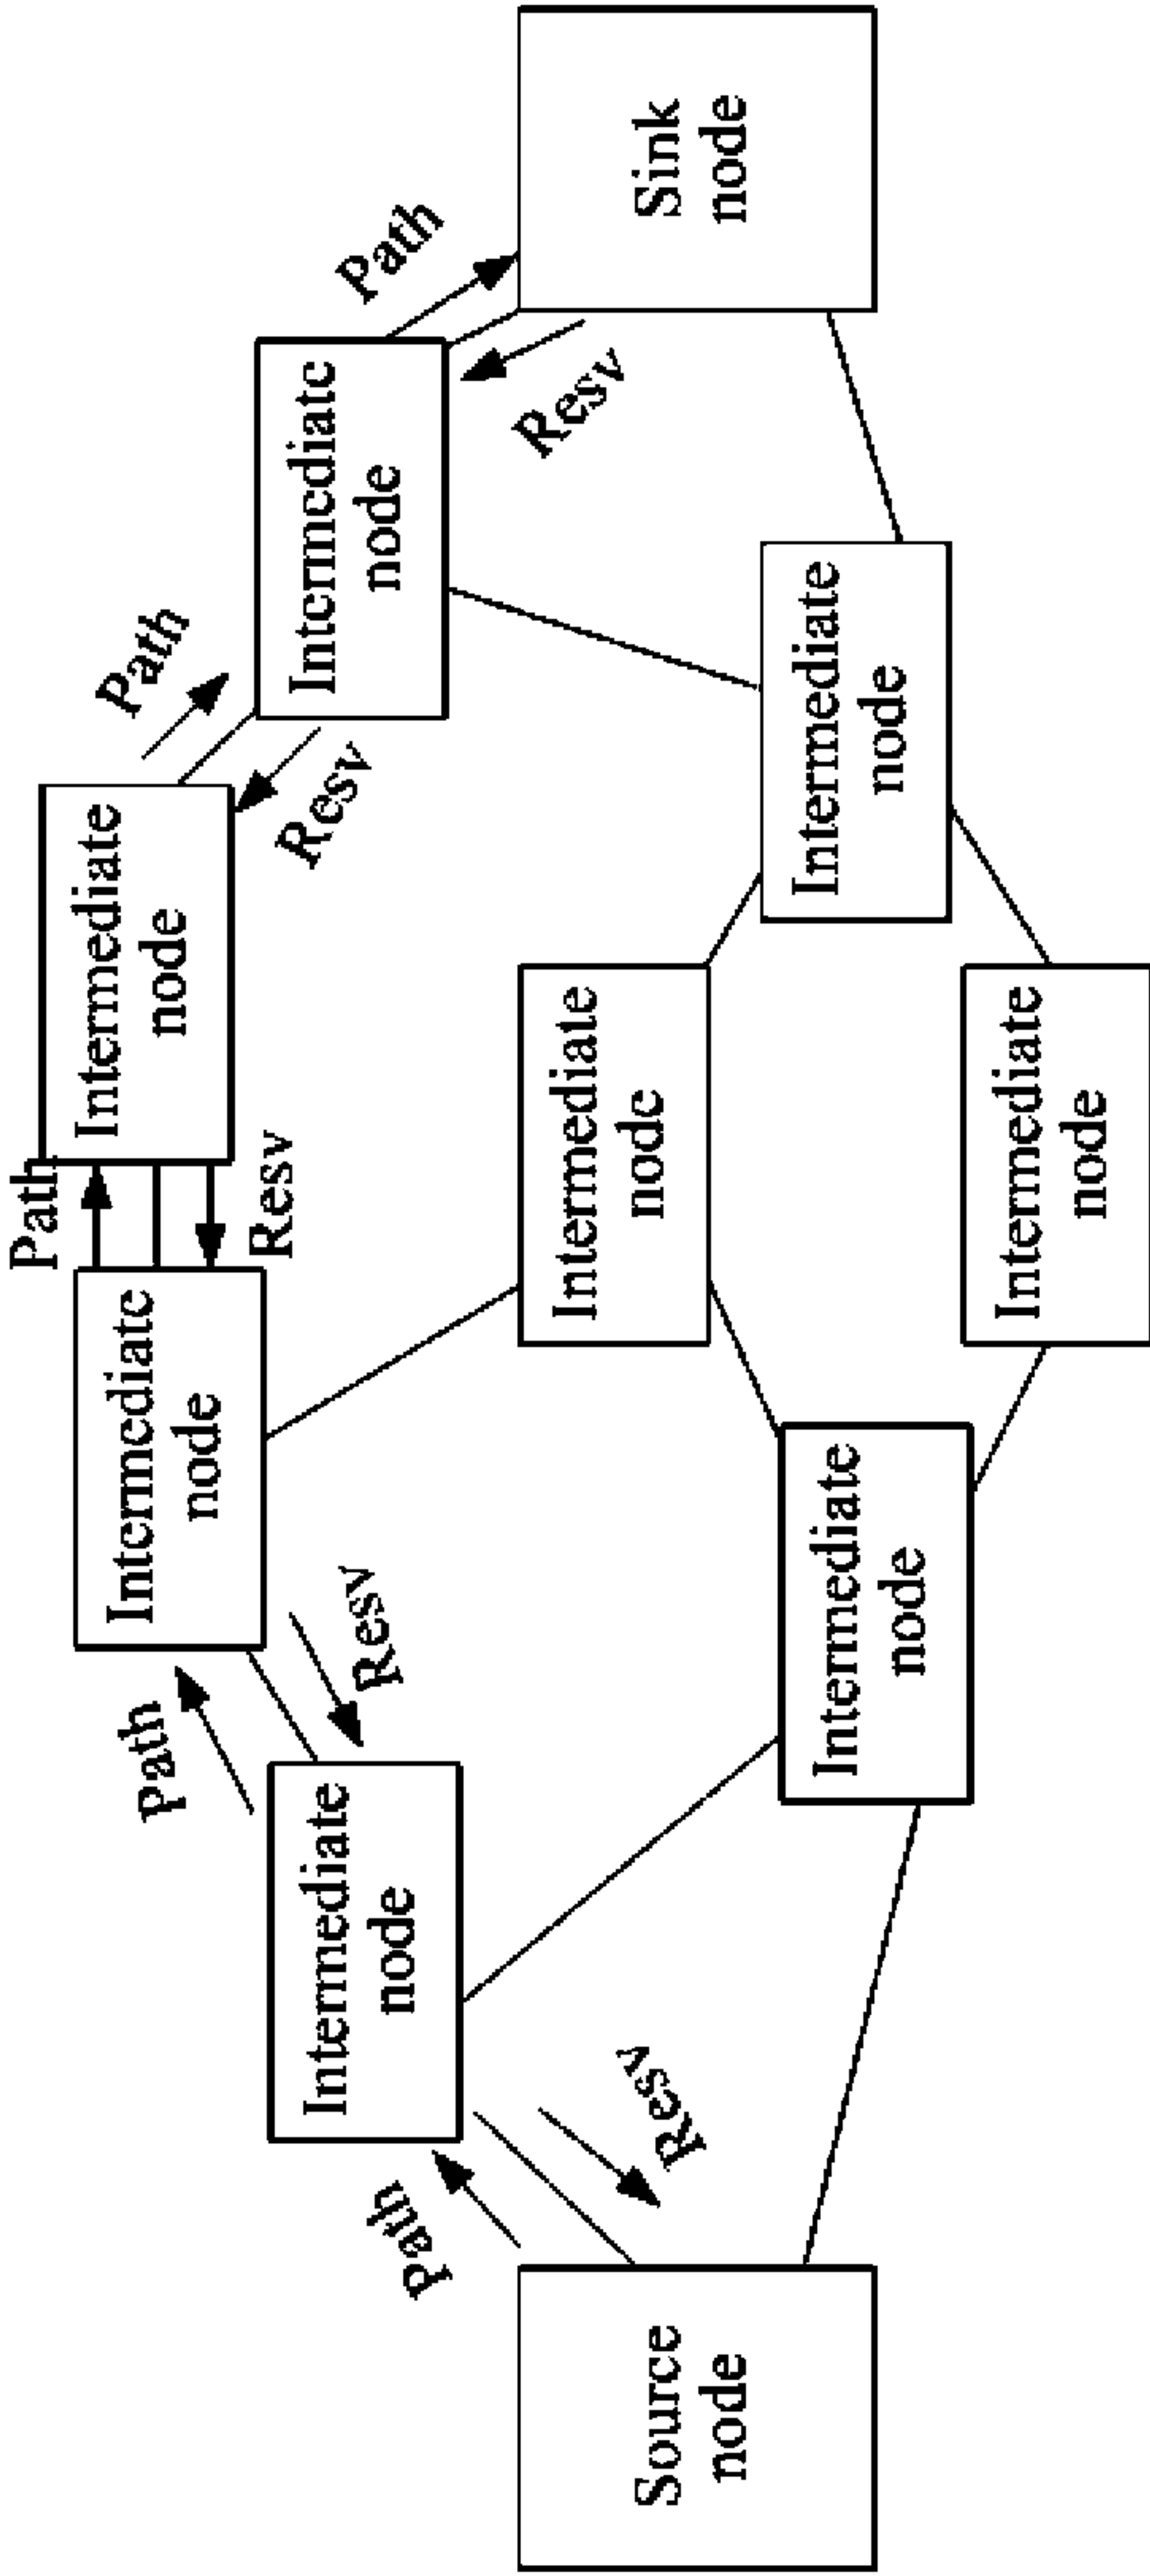 Source
node
Path
Resv
Intermediate
node
Path
Resv
Intermediate
node
Path
Resv
Intermediate
node
Path
Resv
Intermediate
node
Path
Resv
Sink
node
Intermediate
node
Intermediate
node
Intermediate
node
Intermediate
node